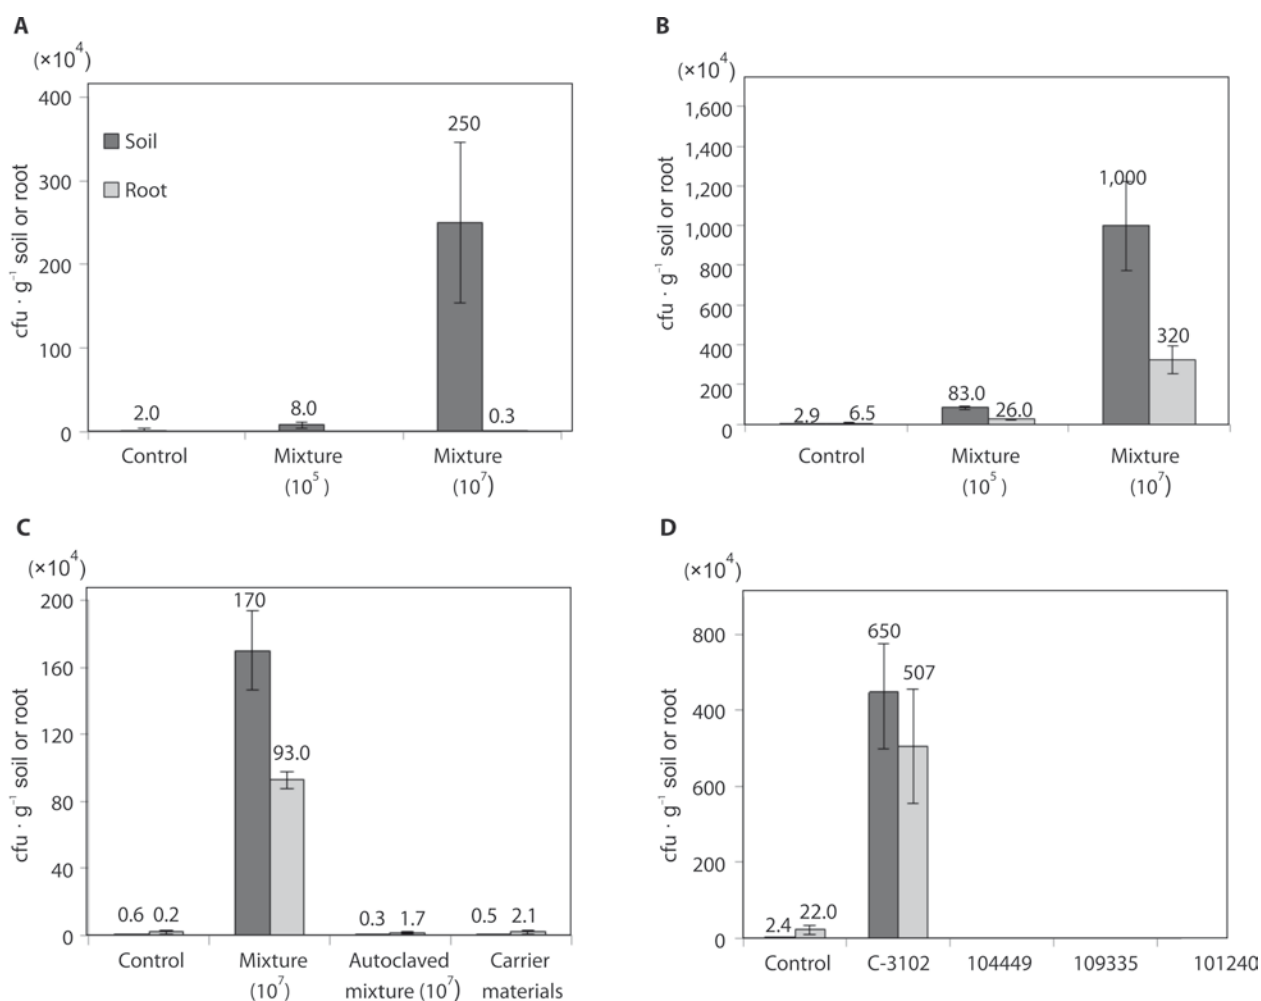 A
(×10⁴)
cfu · g⁻¹ soil or root
400
300
200
100
0
Soil
Root
2.0
8.0
250
0.3
Control
Mixture
(10⁵ )
Mixture
(10⁷)
B
(×10⁴)
cfu · g⁻¹ soil or root
1,600
1,400
1,200
1,000
800
600
400
200
0
2.9
6.5
83.0
26.0
1,000
320
Control
Mixture
(10⁵ )
Mixture
(10⁷)
C
(×10⁴)
cfu · g⁻¹ soil or root
200
160
120
80
40
0
0.6
0.2
170
93.0
0.3
1.7
0.5
2.1
Control
Mixture
(10⁷)
Autoclaved
mixture (10⁷)
Carrier
materials
D
(×10⁴)
cfu · g⁻¹ soil or root
800
400
600
200
0
2.4
22.0
650
507
Control
C-3102
104449
109335
101240